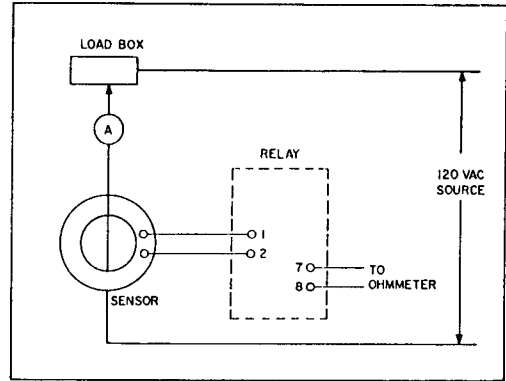 LOAD BOX
A
RELAY
120 VAC
SOURCE
1
2
7
8
TO
OHMMETER
SENSOR